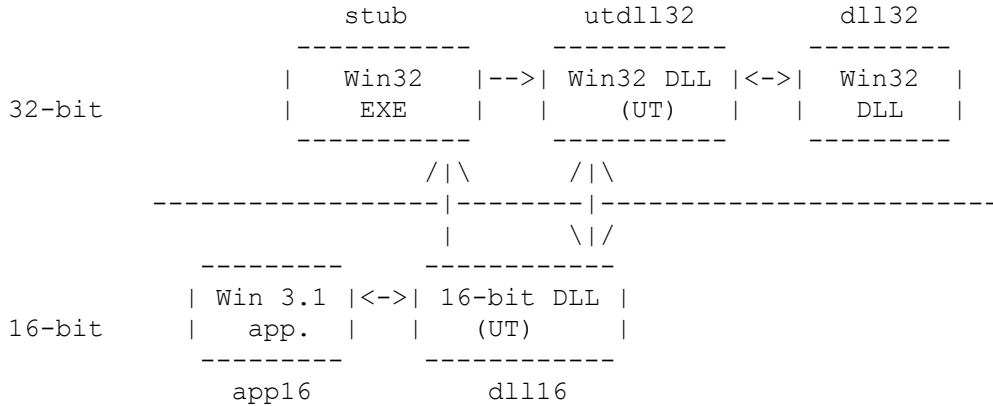 stub utdll32 dll32
----------- ----------- ---------
| Win32 |-->| Win32 DLL |<->| Win32 |
32-bit | EXE | | (UT) | | DLL |
----------- ----------- ---------
/|\ /|\
------------------|--------|-------------------------
| \|/
--------- ------------
| Win 3.1 |<->| 16-bit DLL |
16-bit | app. | | (UT) |
--------- ------------
app16 dll16